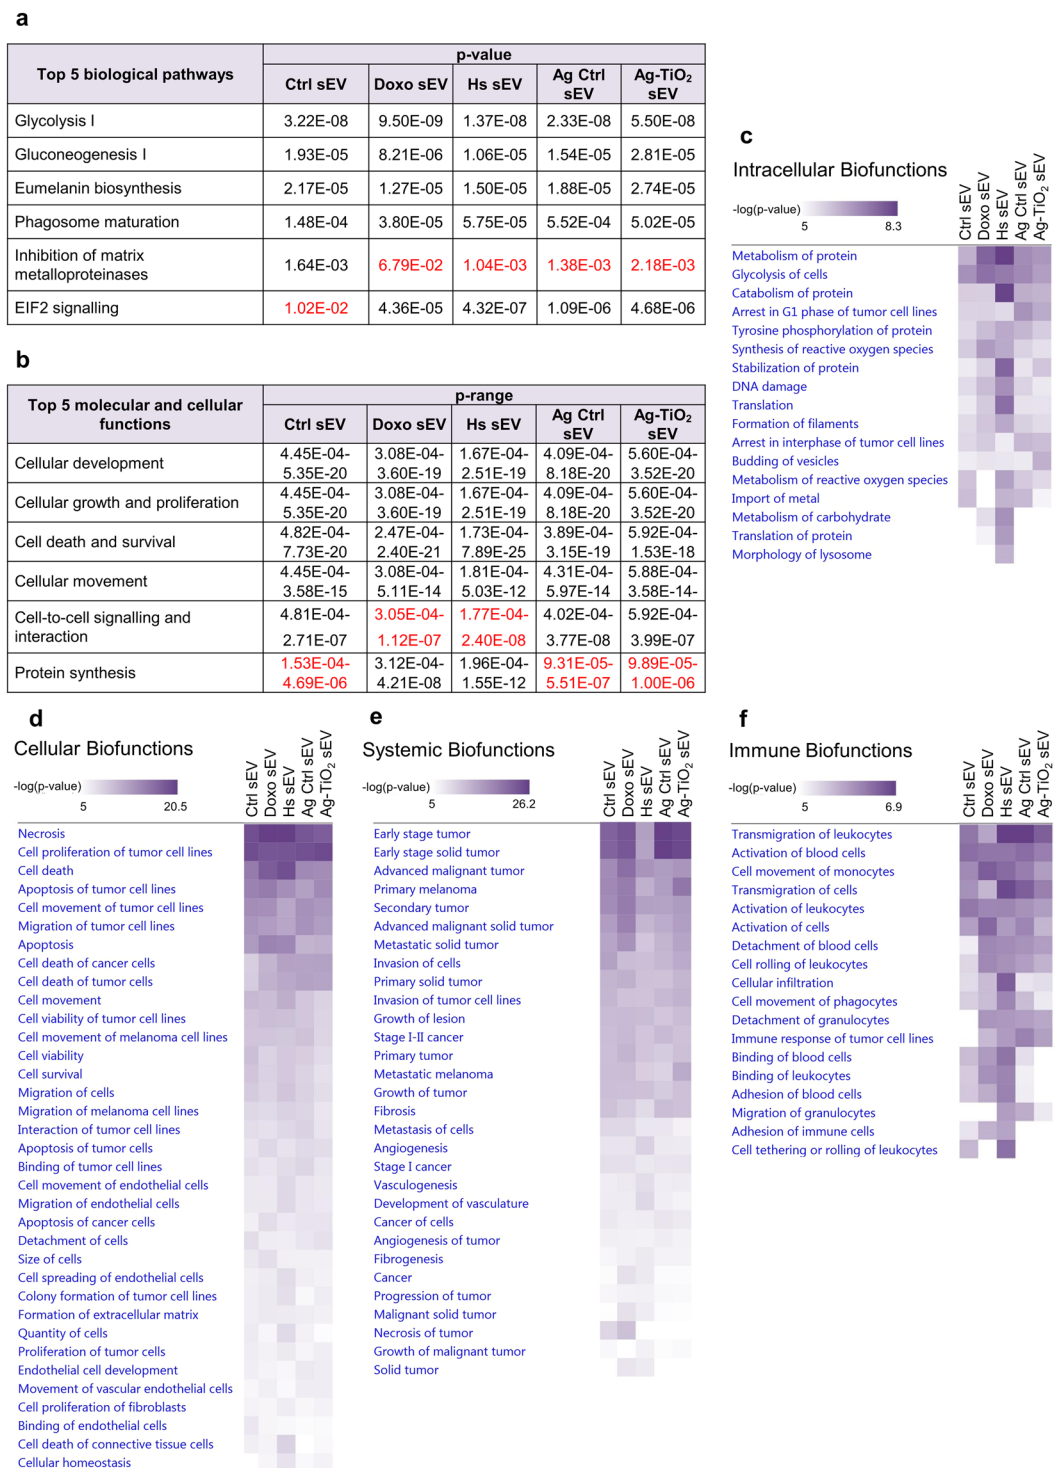 a
Top 5 biological pathways
p-value
Ctrl sEV Doxo sEV Hs sEV Ag Ctrl sEV Ag-TiO2 sEV
Glycolysis I 3.22E-08 9.50E-09 1.37E-08 2.33E-08 5.50E-08
Gluconeogenesis I 1.93E-05 8.21E-06 1.06E-05 1.54E-05 2.81E-05
Eumelanin biosynthesis 2.17E-05 1.27E-05 1.50E-05 1.88E-05 2.74E-05
Phagosome maturation 1.48E-04 3.80E-05 5.75E-05 5.52E-04 5.02E-05
Inhibition of matrix
metalloproteinases 1.64E-03 6.79E-02 1.04E-03 1.38E-03 2.18E-03
EIF2 signalling 1.02E-02 4.36E-05 4.32E-07 1.09E-06 4.68E-06
b
Top 5 molecular and cellular
functions
p-range
Ctrl sEV Doxo sEV Hs sEV Ag Ctrl sEV Ag-TiO2 sEV
Cellular development
4.45E-04- 3.08E-04- 1.67E-04- 4.09E-04- 5.60E-04-
5.35E-20 3.60E-19 2.51E-19 8.18E-20 3.52E-20
Cellular growth and proliferation
4.45E-04- 3.08E-04- 1.67E-04- 4.09E-04- 5.60E-04-
5.35E-20 3.60E-19 2.51E-19 8.18E-20 3.52E-20
Cell death and survival
4.82E-04- 2.47E-04- 1.73E-04- 3.89E-04- 5.92E-04-
7.73E-20 2.40E-21 7.89E-25 3.15E-19 1.53E-18
Cellular movement
4.45E-04- 3.08E-04- 1.81E-04- 4.31E-04- 5.88E-04-
3.58E-15 5.11E-14 5.03E-12 5.97E-14 3.58E-14-
Cell-to-cell signalling and
interaction
4.81E-04- 3.05E-04- 1.77E-04- 4.02E-04- 5.92E-04-
2.71E-07 1.12E-07 2.40E-08 3.77E-08 3.99E-07
Protein synthesis
1.53E-04- 3.12E-04- 1.96E-04- 9.31E-05- 9.89E-05-
4.69E-06 4.21E-08 1.55E-12 5.51E-07 1.00E-06
c
Intracellular Biofunctions
-log(p-value)
5 8.3
Ctrl sEV
Doxo sEV
Hs sEV
Ag Ctrl sEV
Ag-TiO2 sEV
Metabolism of protein
Glycolysis of cells
Catabolism of protein
Arrest in G1 phase of tumor cell lines
Tyrosine phosphorylation of protein
Synthesis of reactive oxygen species
Stabilization of protein
DNA damage
Translation
Formation of filaments
Arrest in interphase of tumor cell lines
Budding of vesicles
Metabolism of reactive oxygen species
Import of metal
Metabolism of carbohydrate
Translation of protein
Morphology of lysosome
d
Cellular Biofunctions
-log(p-value)
5 20.5
Ctrl sEV
Doxo sEV
Hs sEV
Ag Ctrl sEV
Ag-TiO2 sEV
Necrosis
Cell proliferation of tumor cell lines
Cell death
Apoptosis of tumor cell lines
Cell movement of tumor cell lines
Migration of tumor cell lines
Apoptosis
Cell death of cancer cells
Cell death of tumor cells
Cell movement
Cell viability of tumor cell lines
Cell movement of melanoma cell lines
Cell viability
Cell survival
Migration of cells
Migration of melanoma cell lines
Interaction of tumor cell lines
Apoptosis of tumor cells
Binding of tumor cell lines
Cell movement of endothelial cells
Migration of endothelial cells
Apoptosis of cancer cells
Detachment of cells
Size of cells
Cell spreading of endothelial cells
Colony formation of tumor cell lines
Formation of extracellular matrix
Quantity of cells
Proliferation of tumor cells
Endothelial cell development
Movement of vascular endothelial cells
Cell proliferation of fibroblasts
Binding of endothelial cells
Cell death of connective tissue cells
Cellular homeostasis
e
Systemic Biofunctions
-log(p-value)
5 26.2
Ctrl sEV
Doxo sEV
Hs sEV
Ag Ctrl sEV
Ag-TiO2 sEV
Early stage tumor
Early stage solid tumor
Advanced malignant tumor
Primary melanoma
Secondary tumor
Advanced malignant solid tumor
Metastatic solid tumor
Invasion of cells
Primary solid tumor
Invasion of tumor cell lines
Growth of lesion
Stage I-II cancer
Primary tumor
Metastatic melanoma
Growth of tumor
Fibrosis
Metastasis of cells
Angiogenesis
Stage I cancer
Vasculogenesis
Development of vasculature
Cancer of cells
Angiogenesis of tumor
Fibrogenesis
Cancer
Progression of tumor
Malignant solid tumor
Necrosis of tumor
Growth of malignant tumor
Solid tumor
f
Immune Biofunctions
-log(p-value)
5 6.9
Ctrl sEV
Doxo sEV
Hs sEV
Ag Ctrl sEV
Ag-TiO2 sEV
Transmigration of leukocytes
Activation of blood cells
Cell movement of monocytes
Transmigration of cells
Activation of leukocytes
Activation of cells
Detachment of blood cells
Cell rolling of leukocytes
Cellular infiltration
Cell movement of phagocytes
Detachment of granulocytes
Immune response of tumor cell lines
Binding of blood cells
Binding of leukocytes
Adhesion of blood cells
Migration of granulocytes
Adhesion of immune cells
Cell tethering or rolling of leukocytes